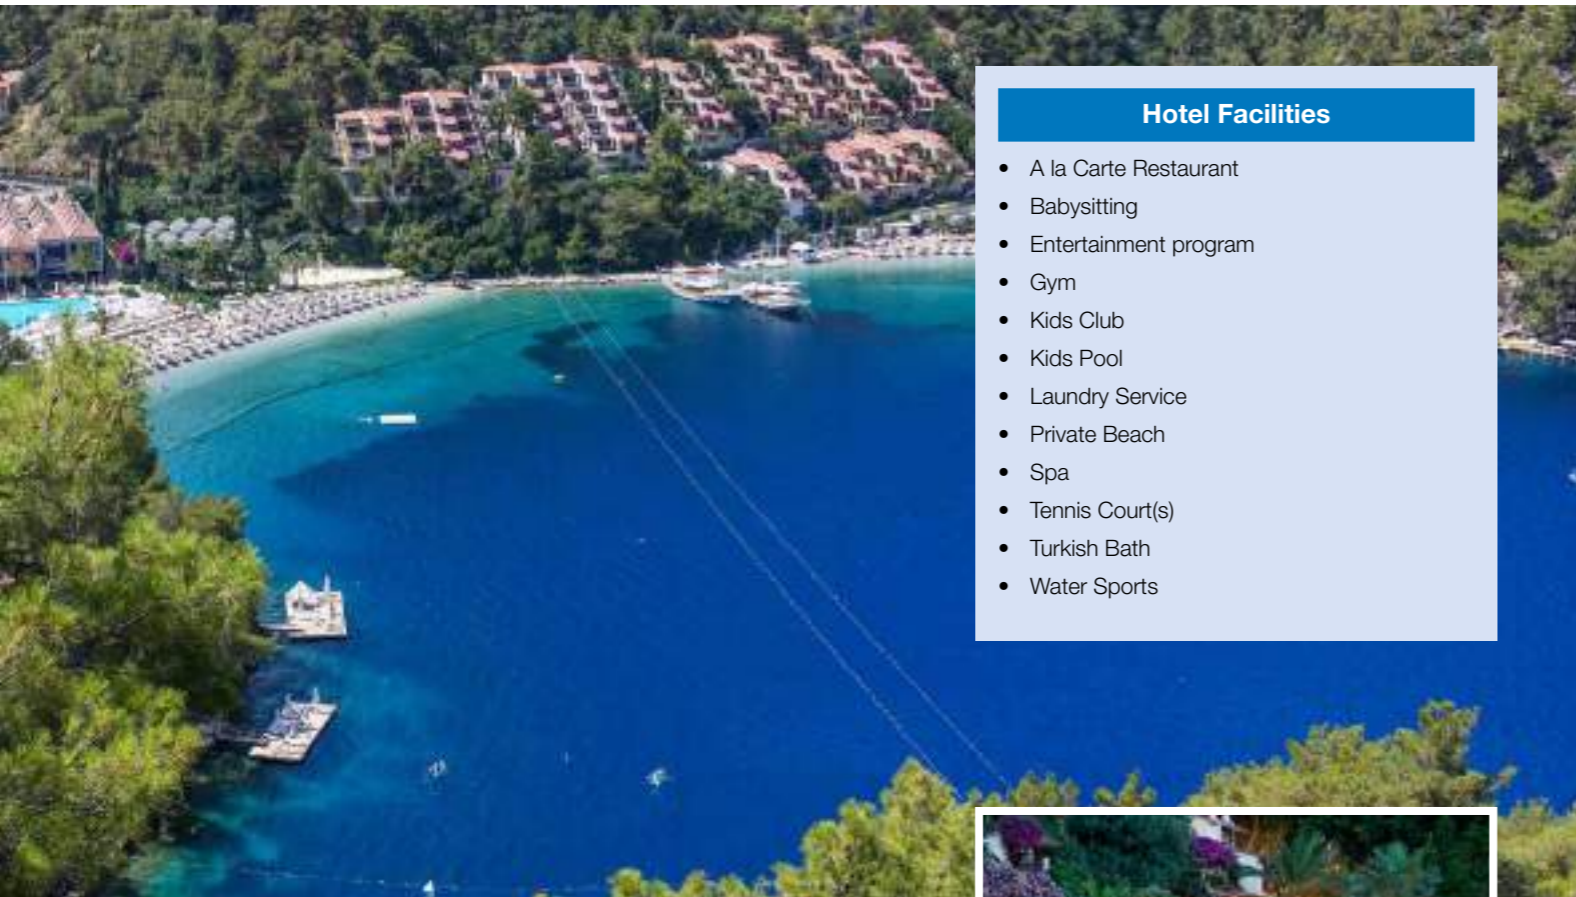 Hotel Facilities
• A la Carte Restaurant
• Babysitting
• Entertainment program
• Gym
• Kids Club
• Kids Pool
• Laundry Service
• Private Beach
• Spa
• Tennis Court(s)
• Turkish Bath
• Water Sports